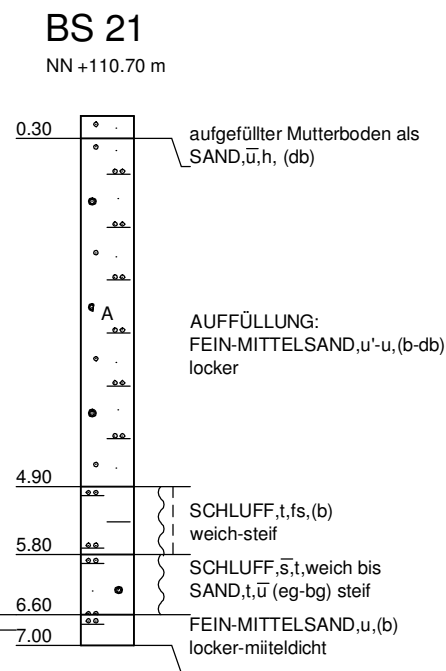 BS 21
NN +110.70 m
0.30
aufgefüllter Mutterboden als
SAND,u̅,h, (db)
A
AUFFÜLLUNG:
FEIN-MITTELSAND,u'-u,(b-db)
locker
4.90
SCHLUFF,t,fs,(b)
weich-steif
5.80
SCHLUFF,s̅,t,weich bis
SAND,t,u̅ (eg-bg) steif
6.60
FEIN-MITTELSAND,u,(b)
locker-miiteldicht
7.00